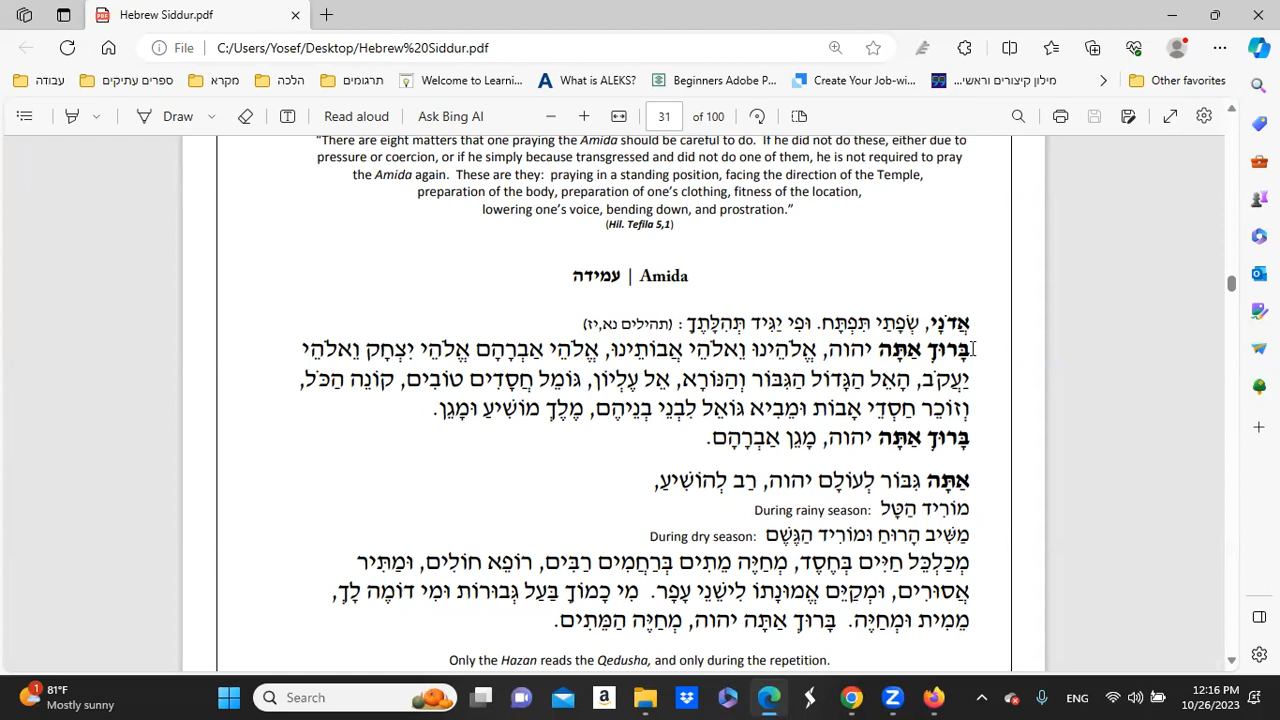 Hebrew Siddur.pdf
File C:/Users/Yosef/Desktop/Hebrew%20Siddur.pdf
עבודה ספרים עתיקים מקרא הלכה תרגומים Welcome to Learni... What is ALEKS? Beginners Adobe P... Create Your Job-wi... מילון קיצורים וראשי... Other favorites
Draw Read aloud Ask Bing AI 31 of 100
"There are eight matters that one praying the Amida should be careful to do. If he did not do these, either due to
pressure or coercion, or if he simply because transgressed and did not do one of them, he is not required to pray
the Amida again. These are they: praying in a standing position, facing the direction of the Temple,
preparation of the body, preparation of one's clothing, fitness of the location,
lowering one's voice, bending down, and prostration."
(Hil. Tefila 5,1)
עמידה | Amida
אֲדֹנָי, שְׂפָתַי תִּפְתָּח. וּפִי יַגִּיד תְּהִלָּתֶךָ : (תהילים נא,יז)
בָּרוּךְ אַתָּה יהוה, אֱלֹהֵינוּ וֵאלֹהֵי אֲבוֹתֵינוּ, אֱלֹהֵי אַבְרָהָם אֱלֹהֵי יִצְחָק וֵאלֹהֵי
יַעֲקֹב, הָאֵל הַגָּדוֹל הַגִּבּוֹר וְהַנּוֹרָא, אֵל עֶלְיוֹן, גּוֹמֵל חֲסָדִים טוֹבִים, קוֹנֵה הַכֹּל,
וְזוֹכֵר חַסְדֵי אָבוֹת וּמֵבִיא גּוֹאֵל לִבְנֵי בְנֵיהֶם, מֶלֶךְ מוֹשִׁיעַ וּמָגֵן.
בָּרוּךְ אַתָּה יהוה, מָגֵן אַבְרָהָם.
אַתָּה גִּבּוֹר לְעוֹלָם יהוה, רַב לְהוֹשִׁיעַ,
During rainy season: מוֹרִיד הַטָּל
During dry season: מַשִּׁיב הָרוּחַ וּמוֹרִיד הַגֶּשֶׁם
מְכַלְכֵּל חַיִּים בְּחֶסֶד, מְחַיֶּה מֵתִים בְּרַחֲמִים רַבִּים, רוֹפֵא חוֹלִים, וּמַתִּיר
אֲסוּרִים, וּמְקַיֵּם אֱמוּנָתוֹ לִישֵׁנֵי עָפָר. מִי כָמוֹךָ בַּעַל גְּבוּרוֹת וּמִי דוֹמֶה לָךְ,
מֵמִית וּמְחַיֶּה. בָּרוּךְ אַתָּה יהוה, מְחַיֶּה הַמֵּתִים.
Only the Hazan reads the Qedusha, and only during the repetition.
1 81°F Search ENG 12:16 PM
Mostly sunny 10/26/2023